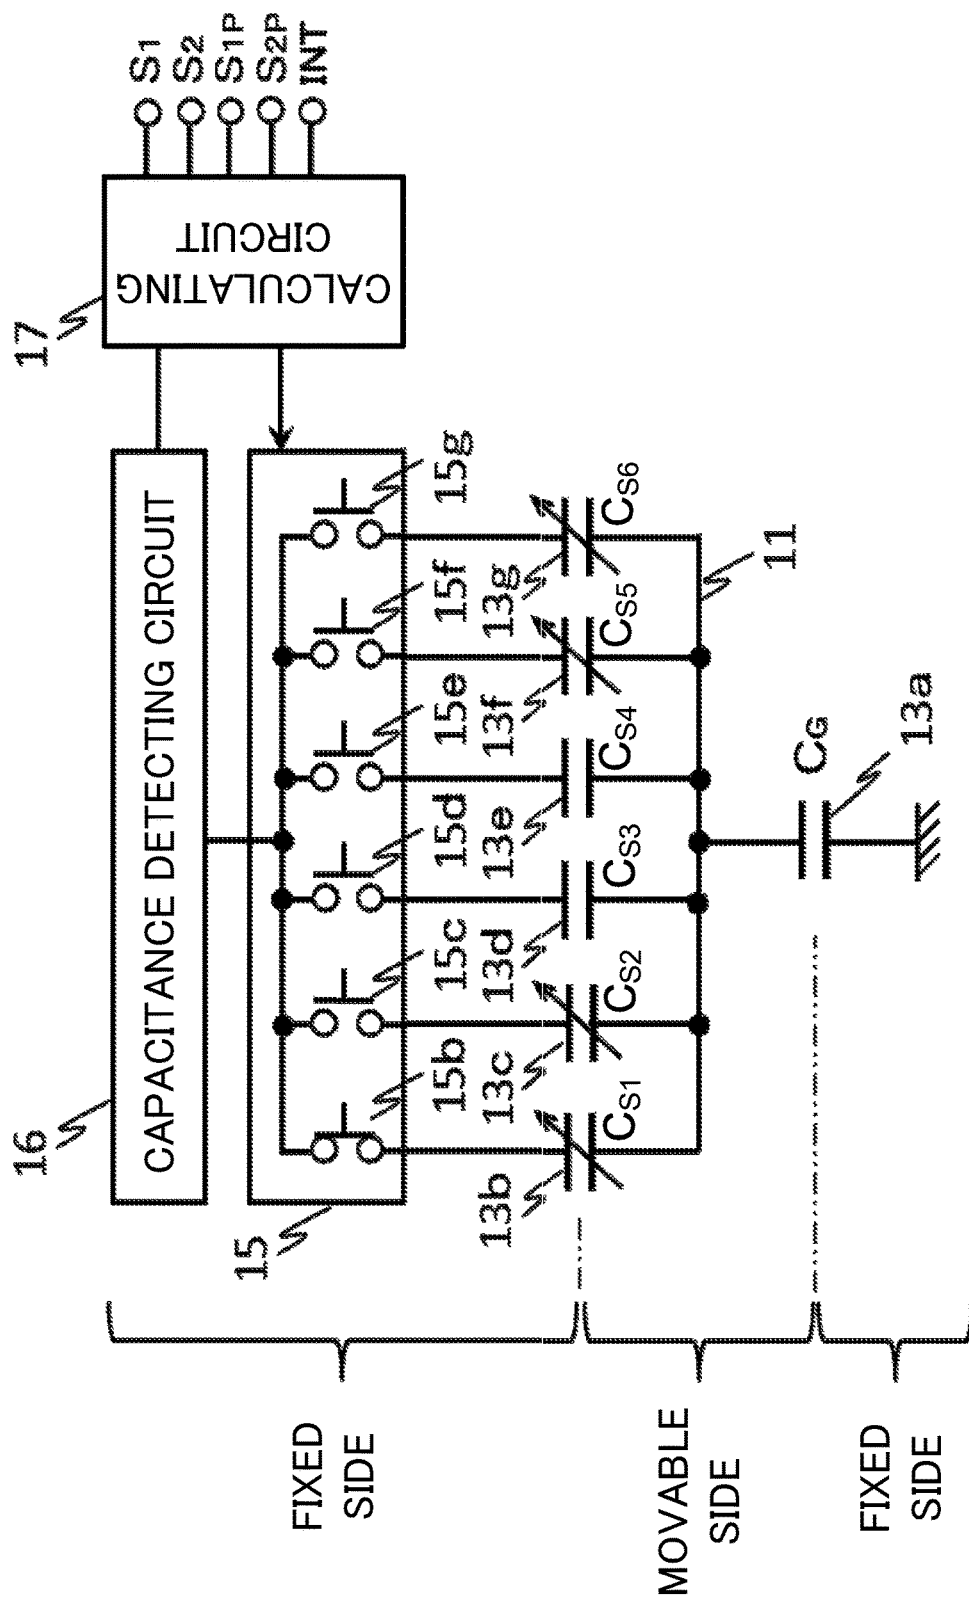 FIXED
SIDE
MOVABLE
SIDE
FIXED
SIDE
16
CAPACITANCE DETECTING CIRCUIT
17
CALCULATING
CIRCUIT
S1
S2
S1P
S2P
INT
15
15b
15c
15d
15e
15f
15g
13b
13c
13d
13e
13f
13g
CS1
CS2
CS3
CS4
CS5
CS6
11
CG
13a